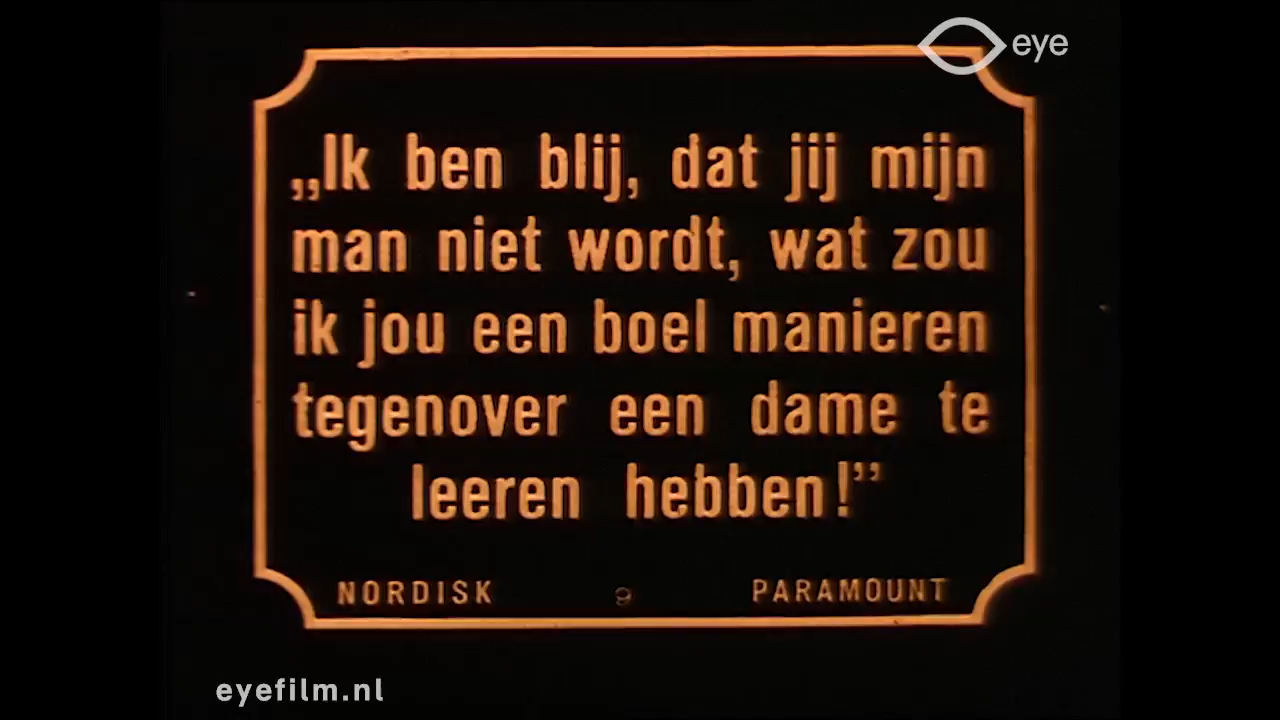 eye
„Ik ben blij, dat jij mijn
man niet wordt, wat zou
ik jou een boel manieren
tegenover een dame te
leeren hebben!”
NORDISK 9 PARAMOUNT
eyefilm.nl